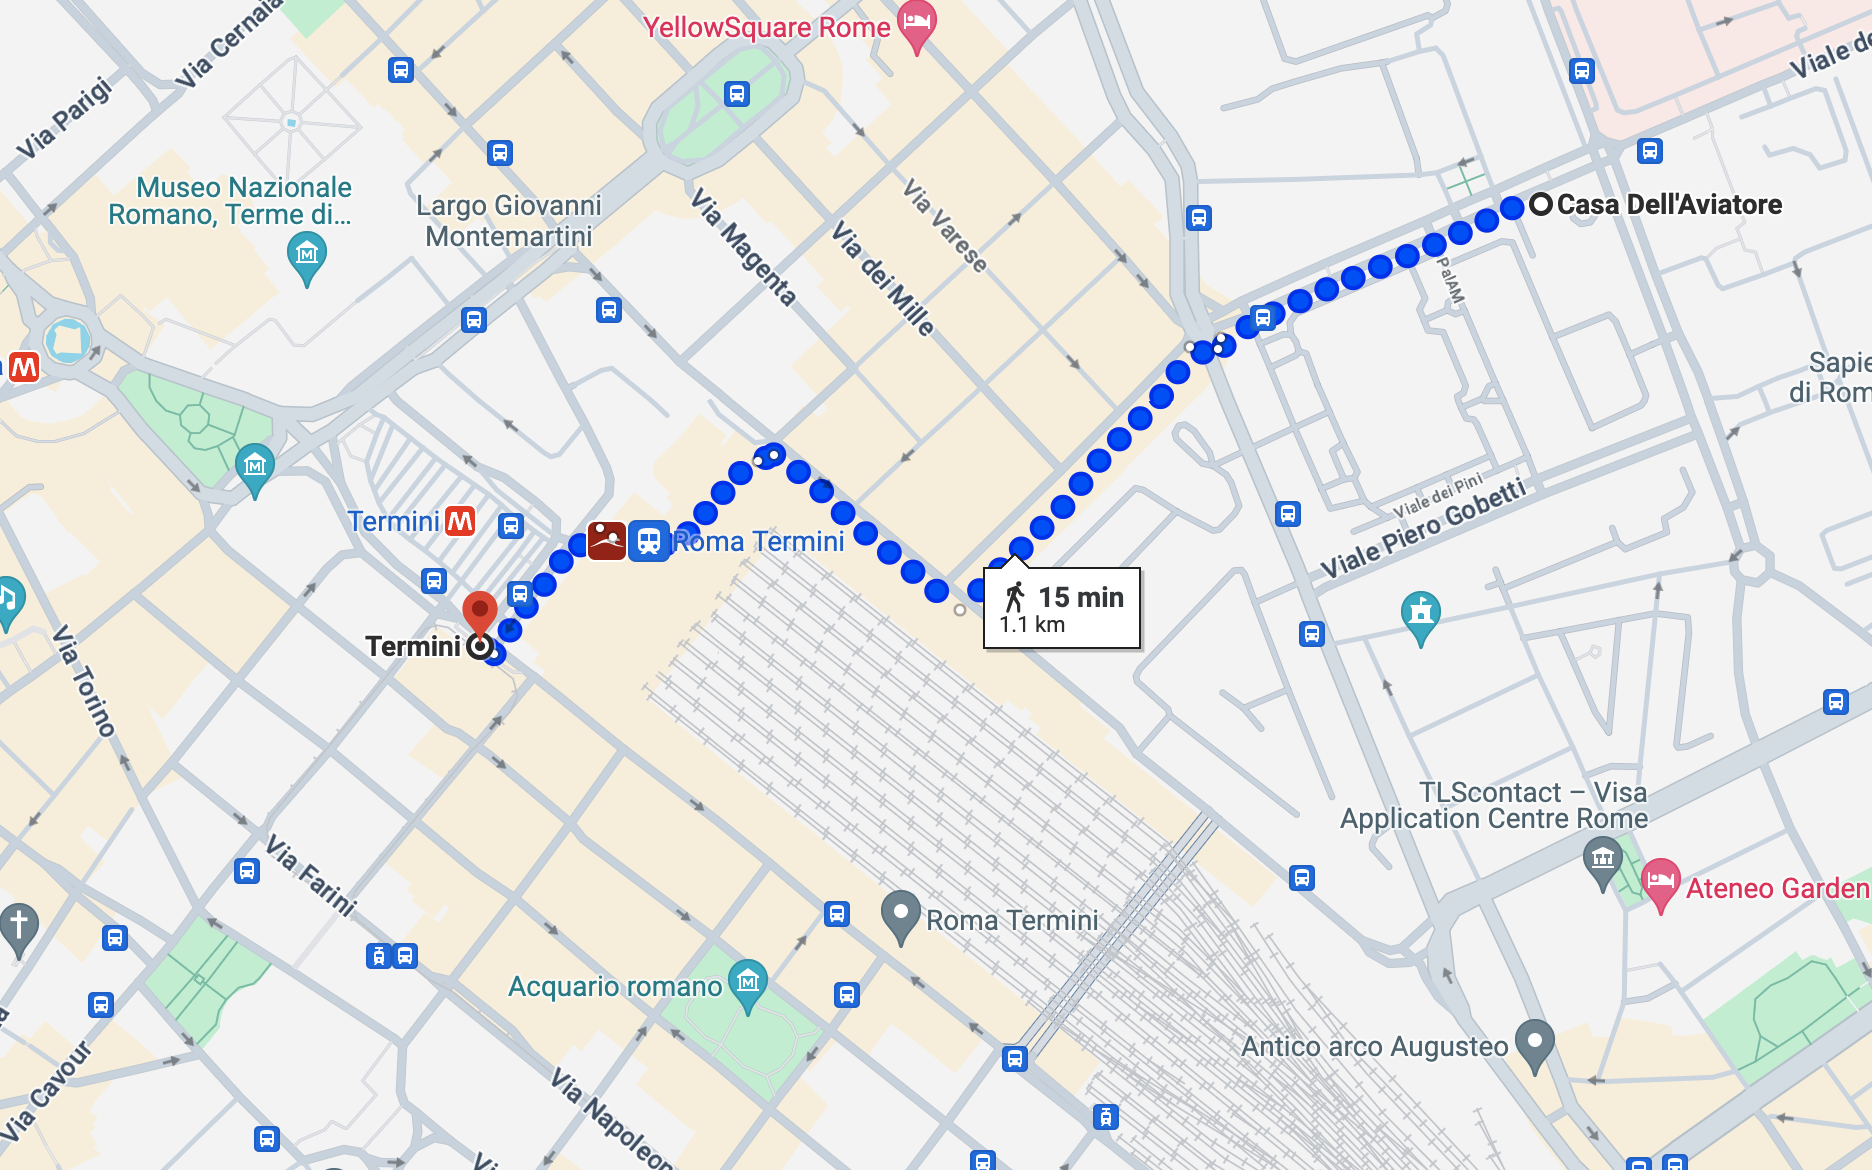 YellowSquare Rome
Via Cernaia
Viale de
Via Parigi
Museo Nazionale
Romano, Terme di...
Largo Giovanni
Montemartini
Via Magenta
Via dei Mille
Via Varese
Casa Dell'Aviatore
PalAM
Sapie
di Rom
M
Termini M
Roma Termini
Viale dei Pini
Viale Piero Gobetti
15 min
1.1 km
Termini
Via Torino
TLScontact – Visa
Application Centre Rome
Via Farini
Ateneo Garden
Roma Termini
Acquario romano
Antico arco Augusteo
Via Cavour
Via Napoleon
Vi